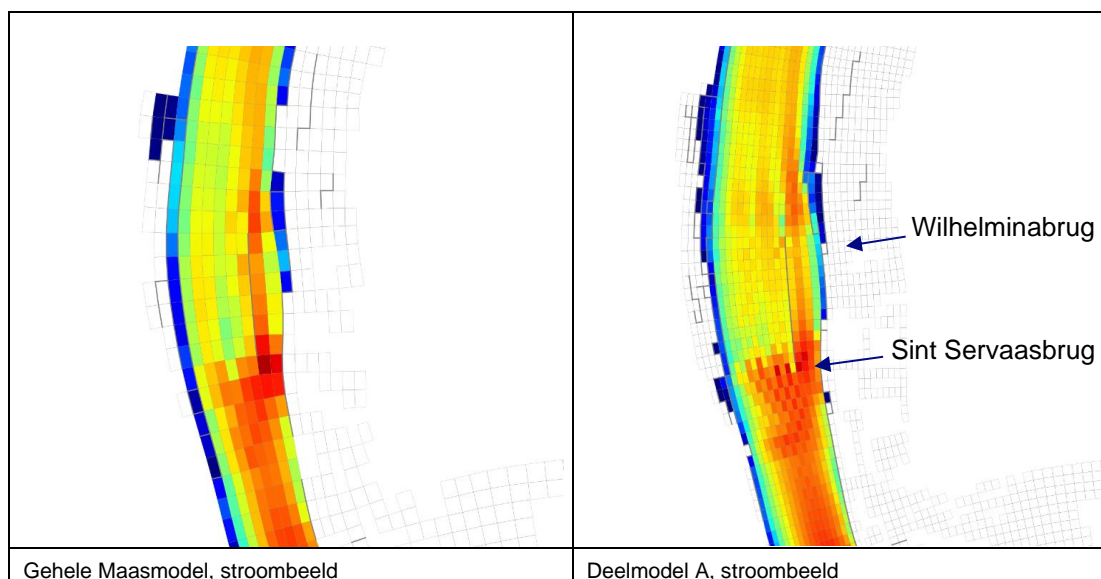 Wilhelminabrug
Sint Servaasbrug
Gehele Maasmodel, stroombeeld
Deelmodel A, stroombeeld